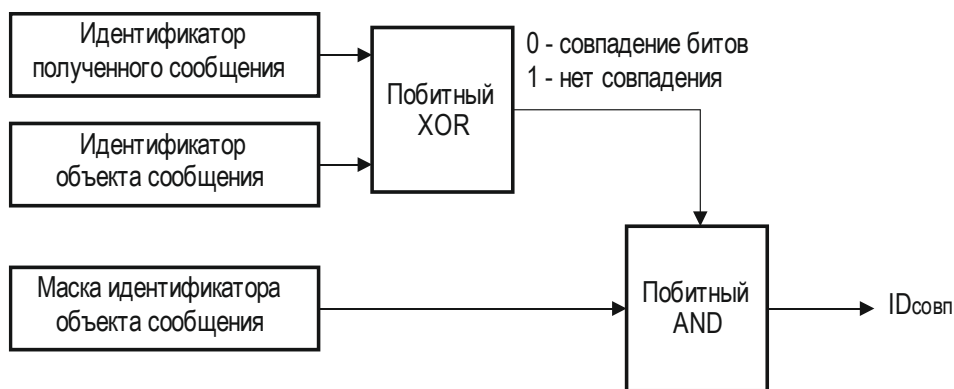 Идентификатор
полученного сообщения
0 - совпадение битов
1 - нет совпадения
Побитный
XOR
Идентификатор
объекта сообщения
Маска идентификатора
объекта сообщения
Побитный
AND
IDсовп